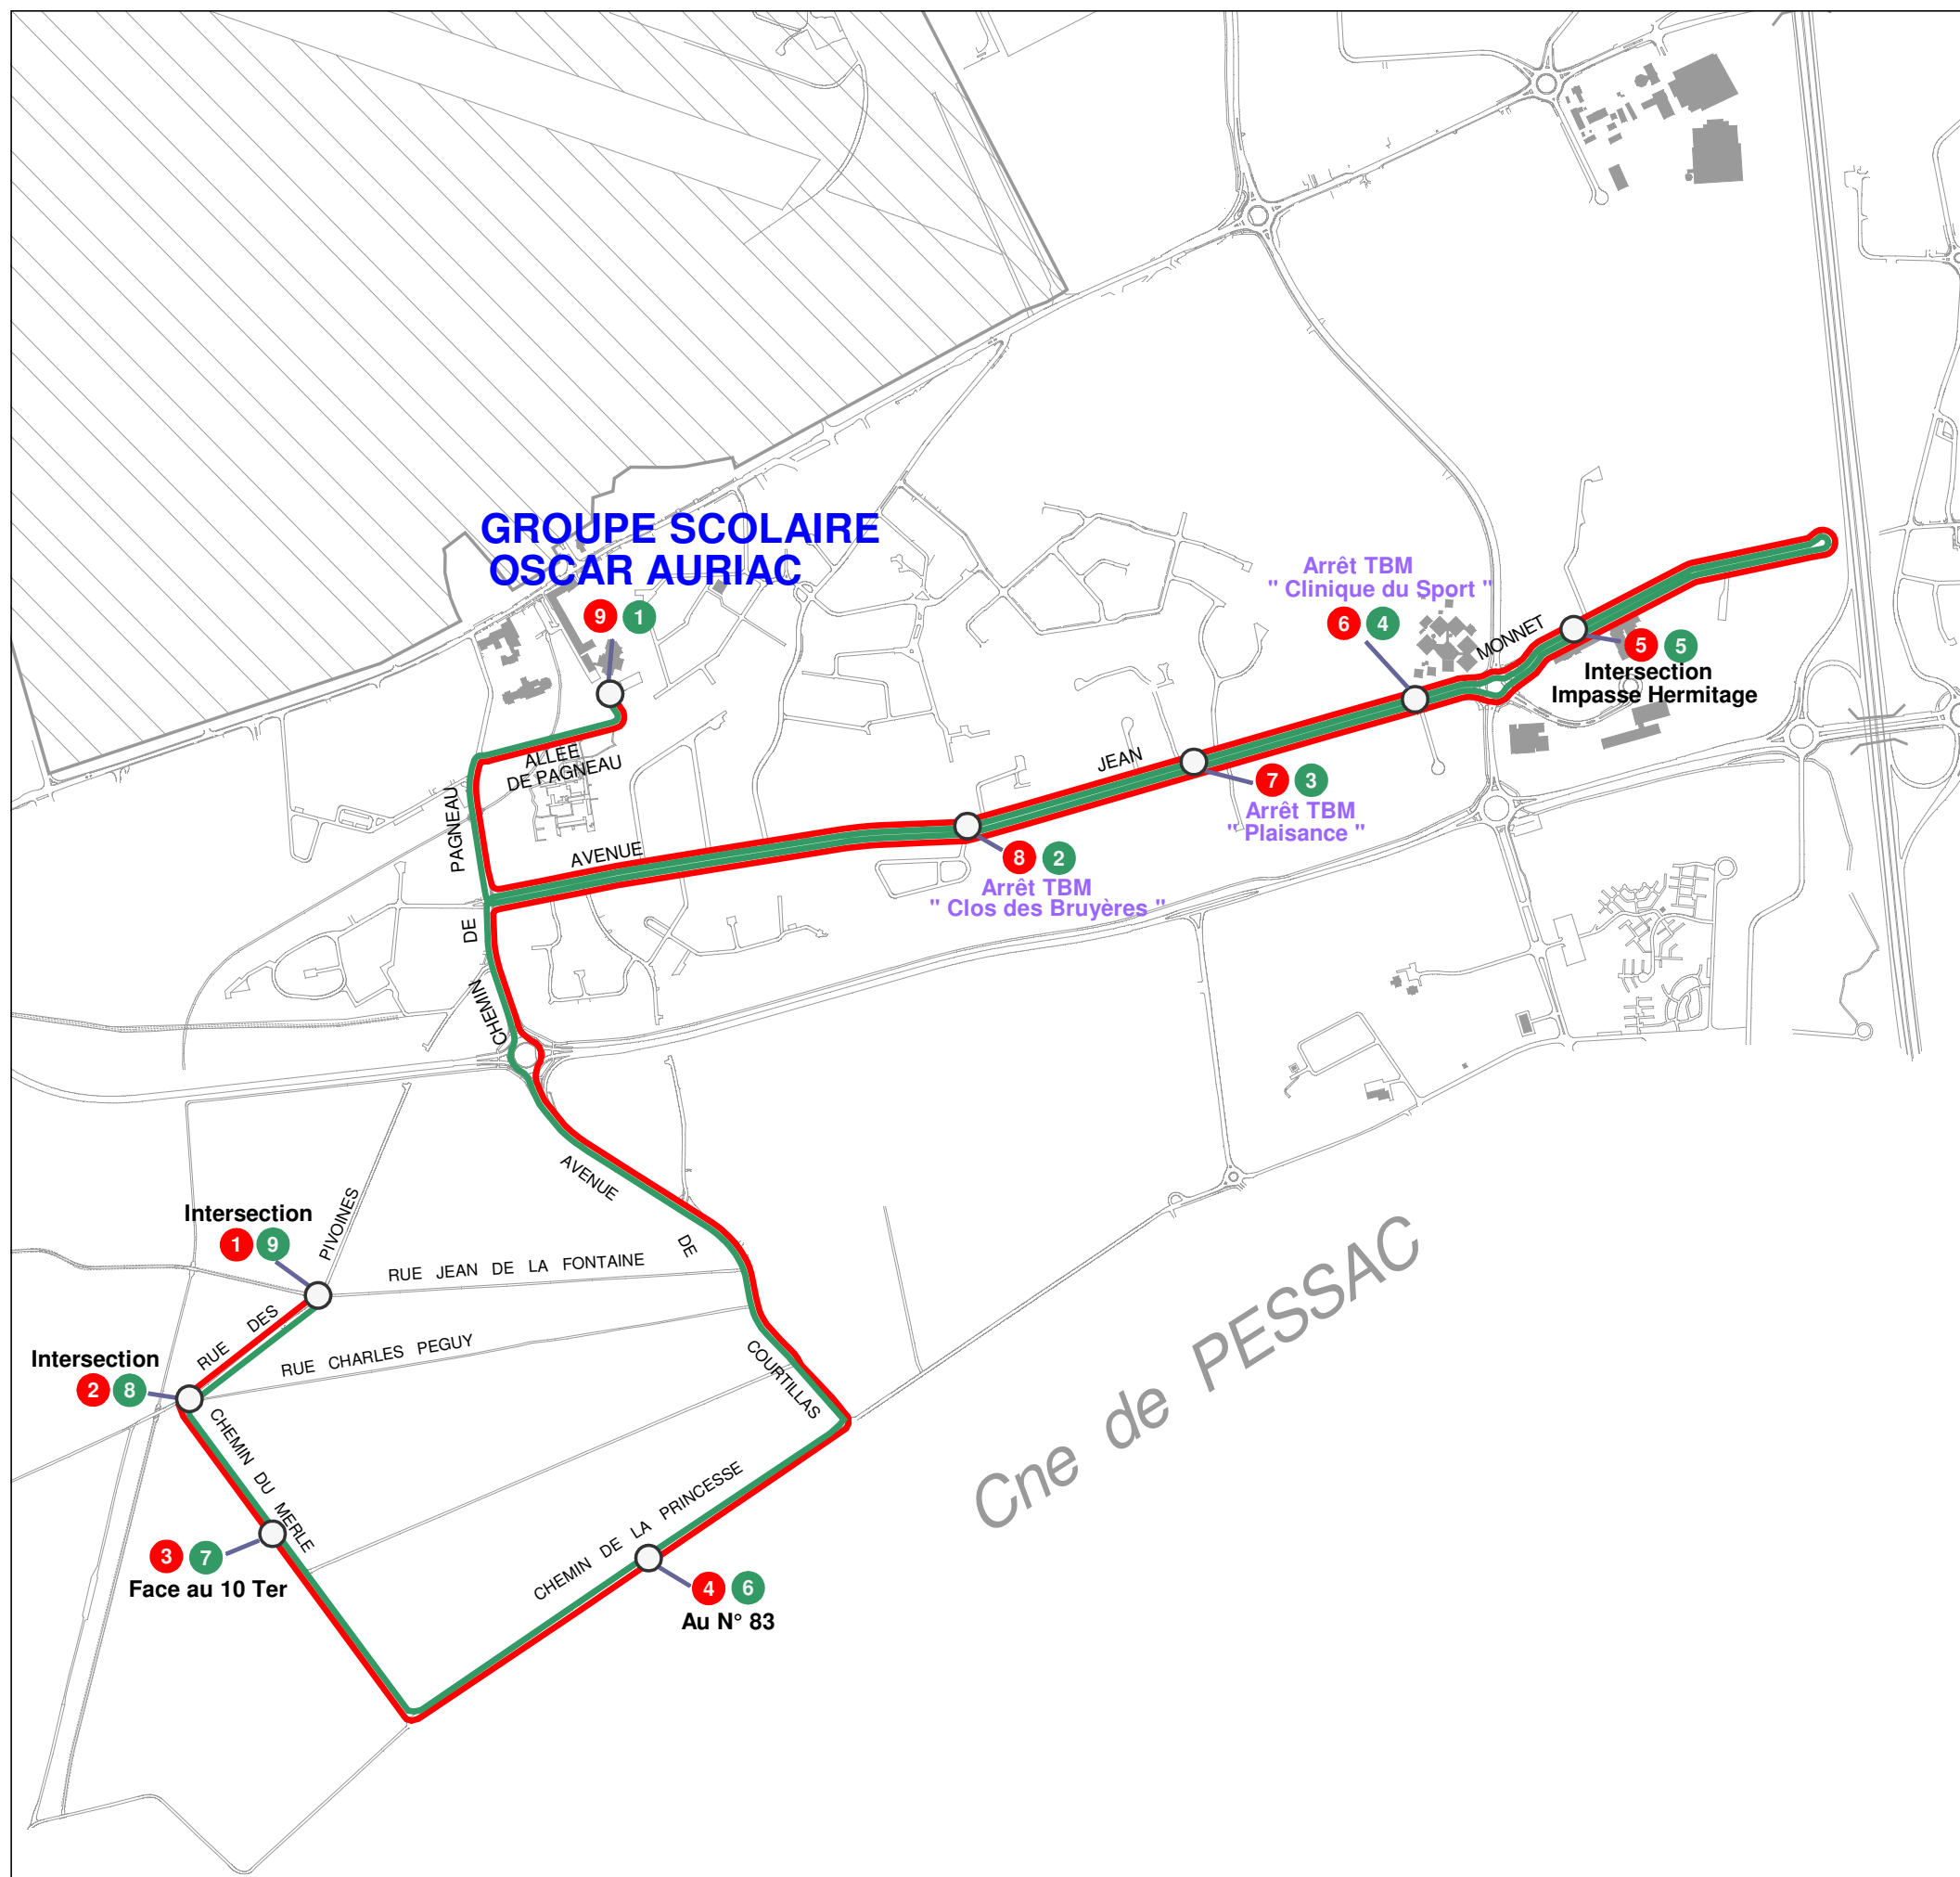 GROUPE SCOLAIRE
OSCAR AURIAC
9 1
Arrêt TBM
" Clinique du Sport "
6 4
MONNET
5 5
Intersection
Impasse Hermitage
ALLEE
DE PAGNEAU
JEAN
7 3
Arrêt TBM
" Plaisance "
PAGNEAU
AVENUE
8 2
Arrêt TBM
" Clos des Bruyères "
DE
CHEMIN
AVENUE
DE
COURTILLAS
Intersection
1 9
PIVOINES
RUE JEAN DE LA FONTAINE
RUE DES
RUE CHARLES PEGUY
Intersection
2 8
CHEMIN DU MERLE
3 7
Face au 10 Ter
CHEMIN DE LA PRINCESSE
4 6
Au N° 83
Cne de PESSAC